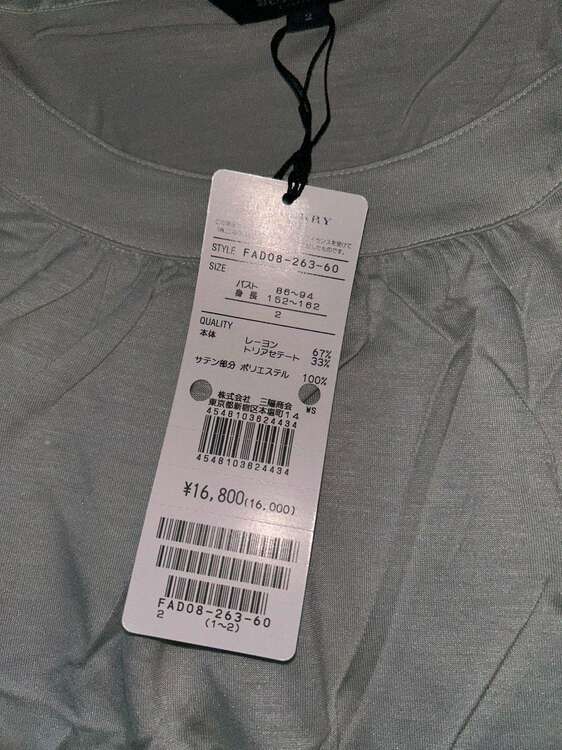 2
STYLE FAD08-263-60
SIZE
バスト 86~94
身長 152~162
2
QUALITY
本体 レーヨン 67%
トリアセテート 33%
サテン部分 ポリエステル 100%
WS
株式会社 三陽商会
東京都新宿区本塩町14
4548103824434
4548103824434
¥16,800(16,000)
FAD08-263-60
2 (1~2)